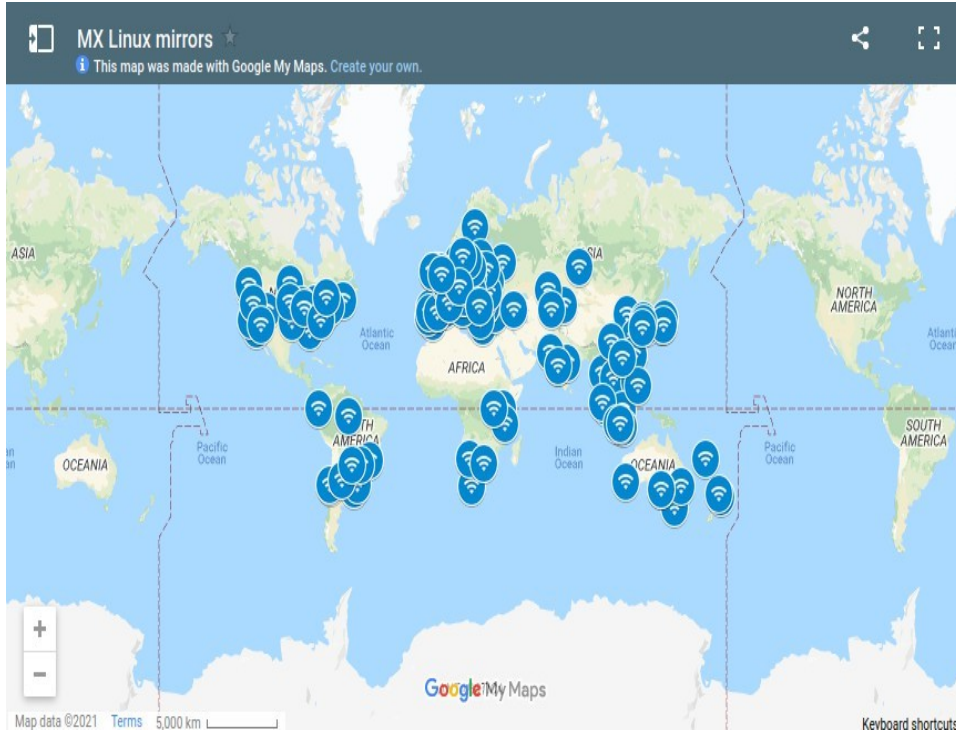 MX Linux mirrors
This map was made with Google My Maps. Create your own.
ASIA
NORTH
AMERICA
Atlantic
Ocean
AFRICA
Pacific
Ocean
OCEANIA
AMERICA
Indian
Ocean
OCEANIA
Pacific
Ocean
SOUTH
AMERICA
Google My Maps
Map data ©2021 Terms 5,000 km
Keyboard shortcuts